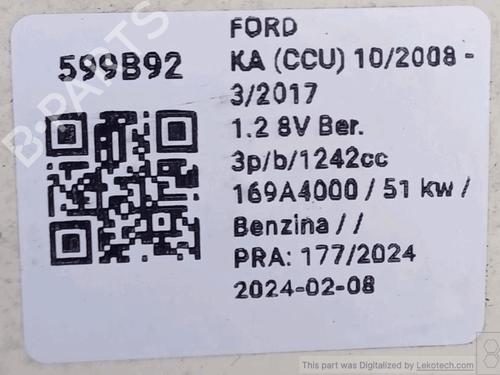 599B92
FORD
KA (CCU) 10/2008 -
3/2017
1.2 8V Ber.
3p/b/1242cc
169A4000 / 51 kw /
Benzina / /
PRA: 177/2024
2024-02-08
B-PARTS
This part was Digitalized by Lekotech.com